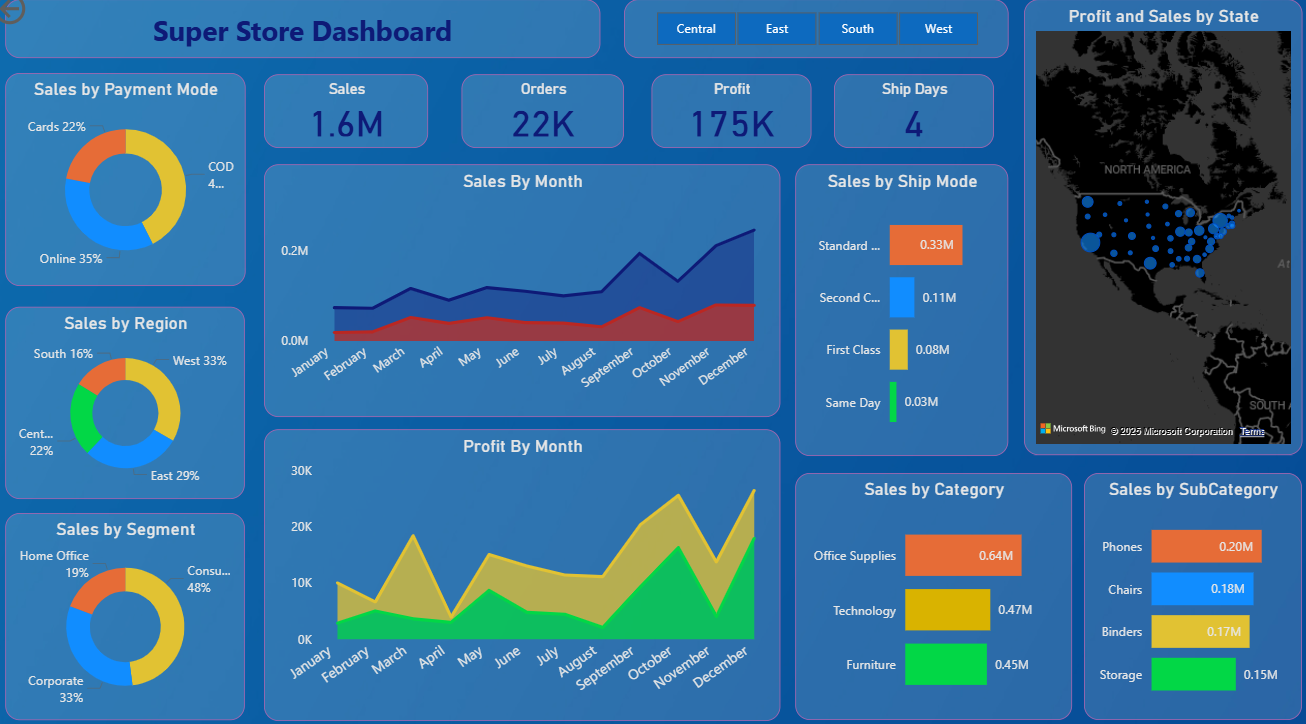 Super Store Dashboard
Central
East
South
West
Profit and Sales by State
Sales by Payment Mode
Cards 22%
COD
4...
Online 35%
Sales
1.6M
Orders
22K
Profit
175K
Ship Days
4
Sales By Month
0.2M
0.0M
January
February
March
April
May
June
July
August
September
October
November
December
Sales by Ship Mode
Standard ...
0.33M
Second C...
0.11M
First Class
0.08M
Same Day
0.03M
NORTH AMERICA
SOUTH A
Microsoft Bing
© 2025 Microsoft Corporation
Terms
Sales by Region
South 16%
West 33%
Cent...
22%
East 29%
Profit By Month
30K
20K
10K
0K
January
February
March
April
May
June
July
August
September
October
November
December
Sales by Segment
Home Office
19%
Consu...
48%
Corporate
33%
Sales by Category
Office Supplies
0.64M
Technology
0.47M
Furniture
0.45M
Sales by SubCategory
Phones
0.20M
Chairs
0.18M
Binders
0.17M
Storage
0.15M